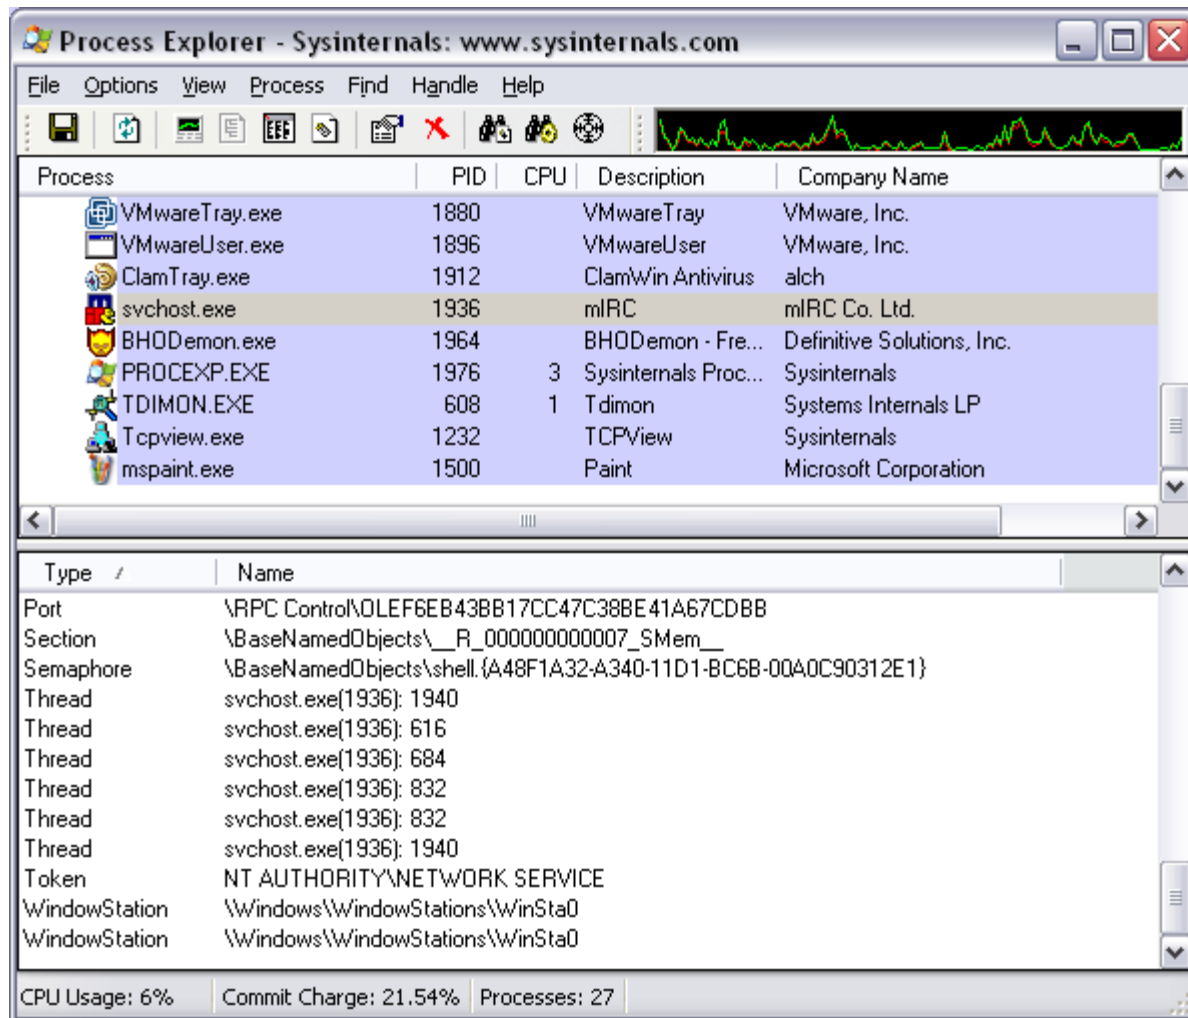 Process Explorer - Sysinternals: www.sysinternals.com
File Options View Process Find Handle Help
Process PID CPU Description Company Name
VMwareTray.exe 1880 VMwareTray VMware, Inc.
VMwareUser.exe 1896 VMwareUser VMware, Inc.
ClamTray.exe 1912 ClamWin Antivirus alch
svchost.exe 1936 mIRC mIRC Co. Ltd.
BHODemon.exe 1964 BHODemon - Fre... Definitive Solutions, Inc.
PROCEXP.EXE 1976 3 Sysinternals Proc... Sysinternals
TDIMON.EXE 608 1 Tdimon Systems Internals LP
Tcpview.exe 1232 TCPView Sysinternals
mspaint.exe 1500 Paint Microsoft Corporation
Type Name
Port \RPC Control\OLEF6EB43BB17CC47C38BE41A67CDBB
Section \BaseNamedObjects\__R_000000000007_SMem__
Semaphore \BaseNamedObjects\shell.{A48F1A32-A340-11D1-BC6B-00A0C90312E1}
Thread svchost.exe(1936): 1940
Thread svchost.exe(1936): 616
Thread svchost.exe(1936): 684
Thread svchost.exe(1936): 832
Thread svchost.exe(1936): 832
Thread svchost.exe(1936): 1940
Token NT AUTHORITY\NETWORK SERVICE
WindowStation \Windows\WindowStations\WinSta0
WindowStation \Windows\WindowStations\WinSta0
CPU Usage: 6% Commit Charge: 21.54% Processes: 27